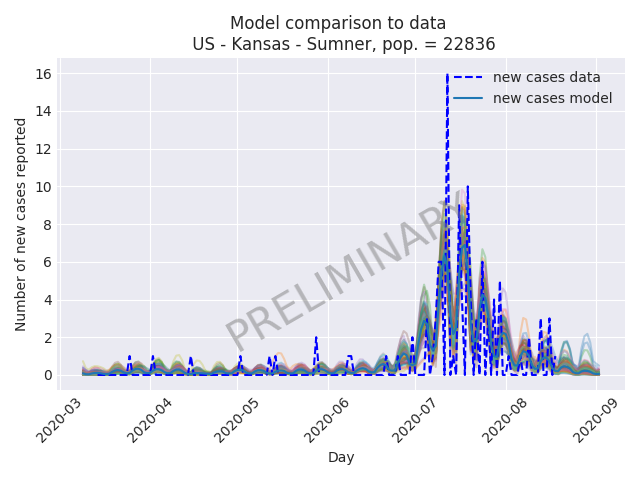 Model comparison to data
US - Kansas - Sumner, pop. = 22836
Number of new cases reported
16
14
12
10
8
6
4
2
0
new cases data
new cases model
PRELIMINARY
2020-03
2020-04
2020-05
2020-06
2020-07
2020-08
2020-09
Day